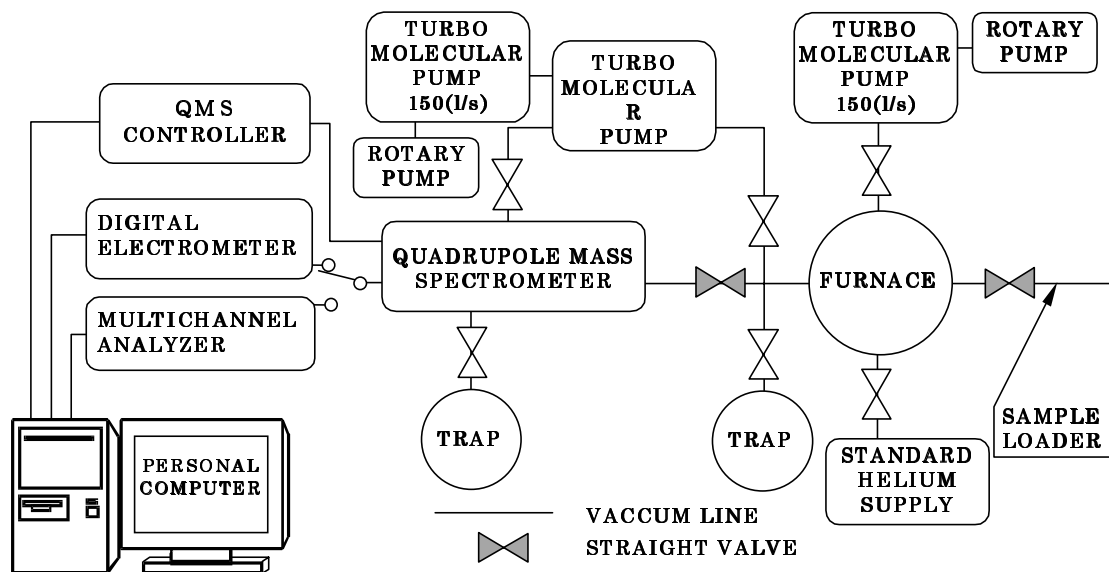 TURBO
MOLECULAR
PUMP
150(l/s)
ROTARY
PUMP
TURBO
MOLECULA
R
PUMP
TURBO
MOLECULAR
PUMP
150(l/s)
ROTARY
PUMP
QMS
CONTROLLER
DIGITAL
ELECTROMETER
MULTICHANNEL
ANALYZER
QUADRUPOLE MASS
SPECTROMETER
FURNACE
TRAP
TRAP
STANDARD
HELIUM
SUPPLY
SAMPLE
LOADER
PERSONAL
COMPUTER
VACCUM LINE
STRAIGHT VALVE